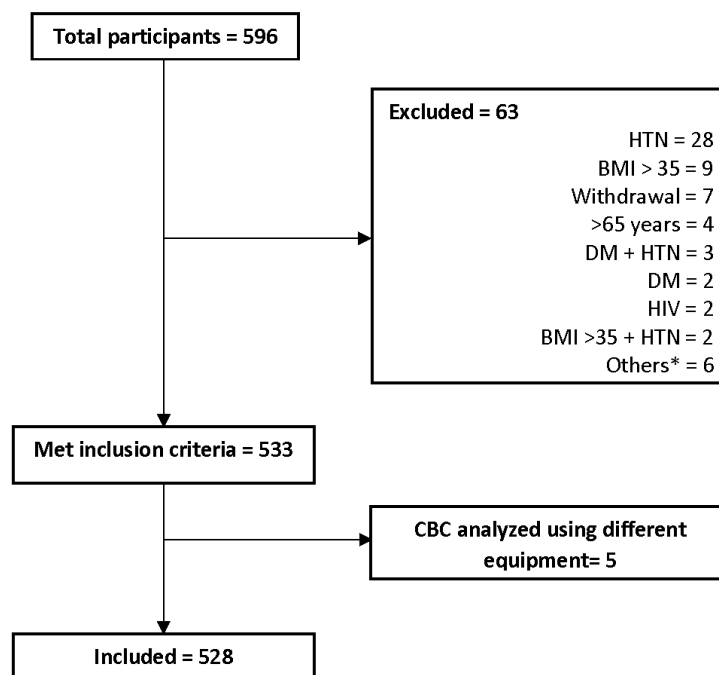 Total participants = 596
Excluded = 63
HTN = 28
BMI > 35 = 9
Withdrawal = 7
>65 years = 4
DM + HTN = 3
DM = 2
HIV = 2
BMI >35 + HTN = 2
Others* = 6
Met inclusion criteria = 533
CBC analyzed using different
equipment= 5
Included = 528